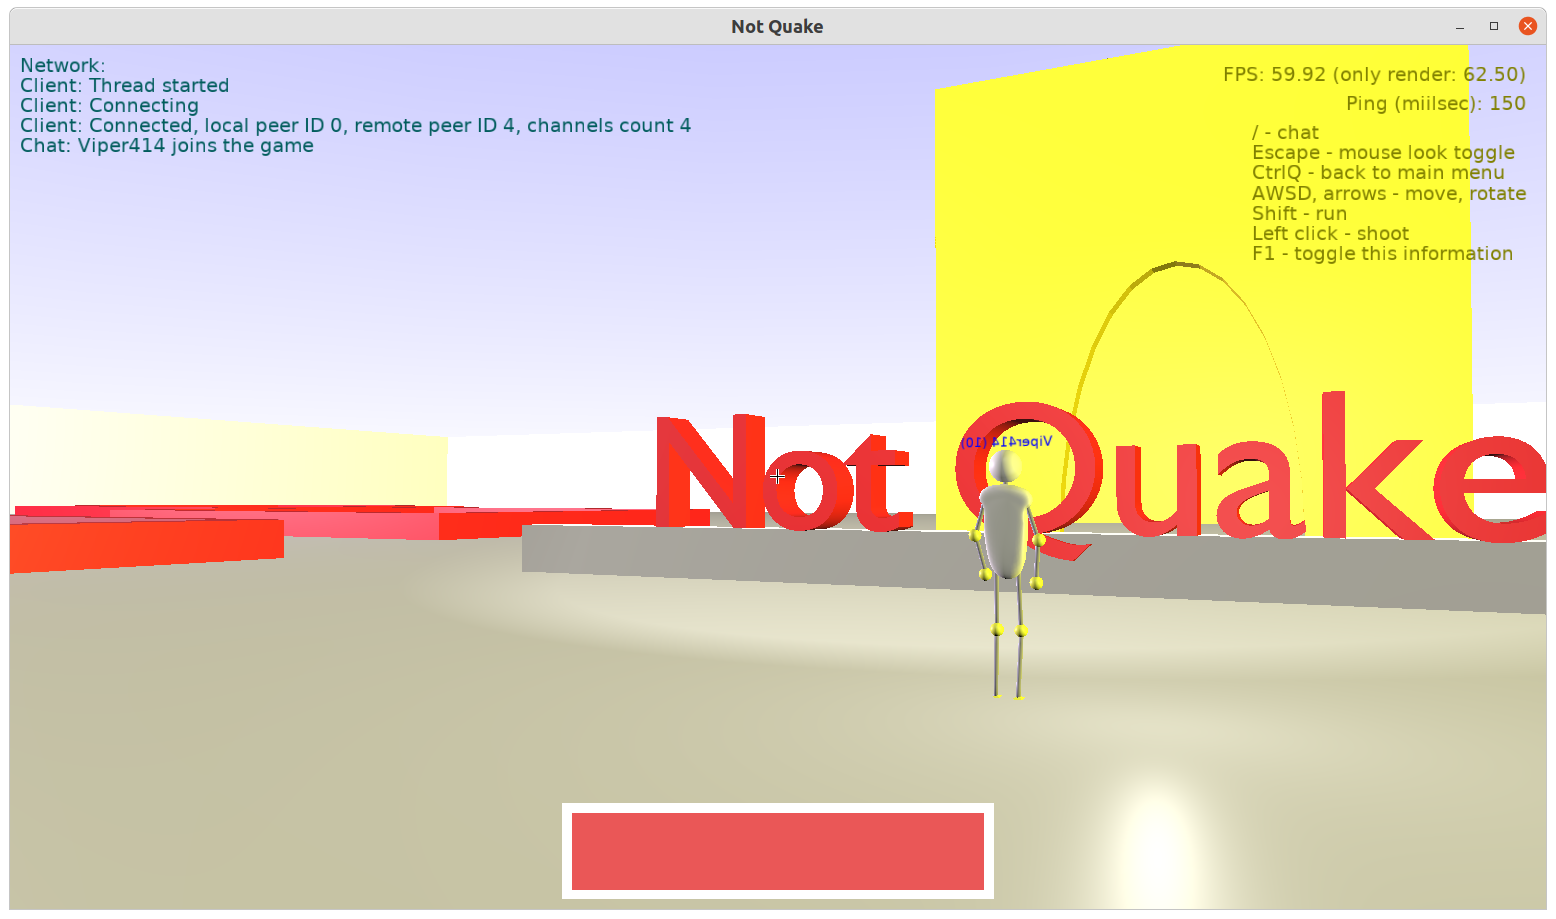 Not Quake
Network:
Client: Thread started
Client: Connecting
Client: Connected, local peer ID 0, remote peer ID 4, channels count 4
Chat: Viper414 joins the game
FPS: 59.92 (only render: 62.50)
Ping (miilsec): 150
/ - chat
Escape - mouse look toggle
CtrlQ - back to main menu
AWSD, arrows - move, rotate
Shift - run
Left click - shoot
F1 - toggle this information
Viper414 (10)
Not Quake